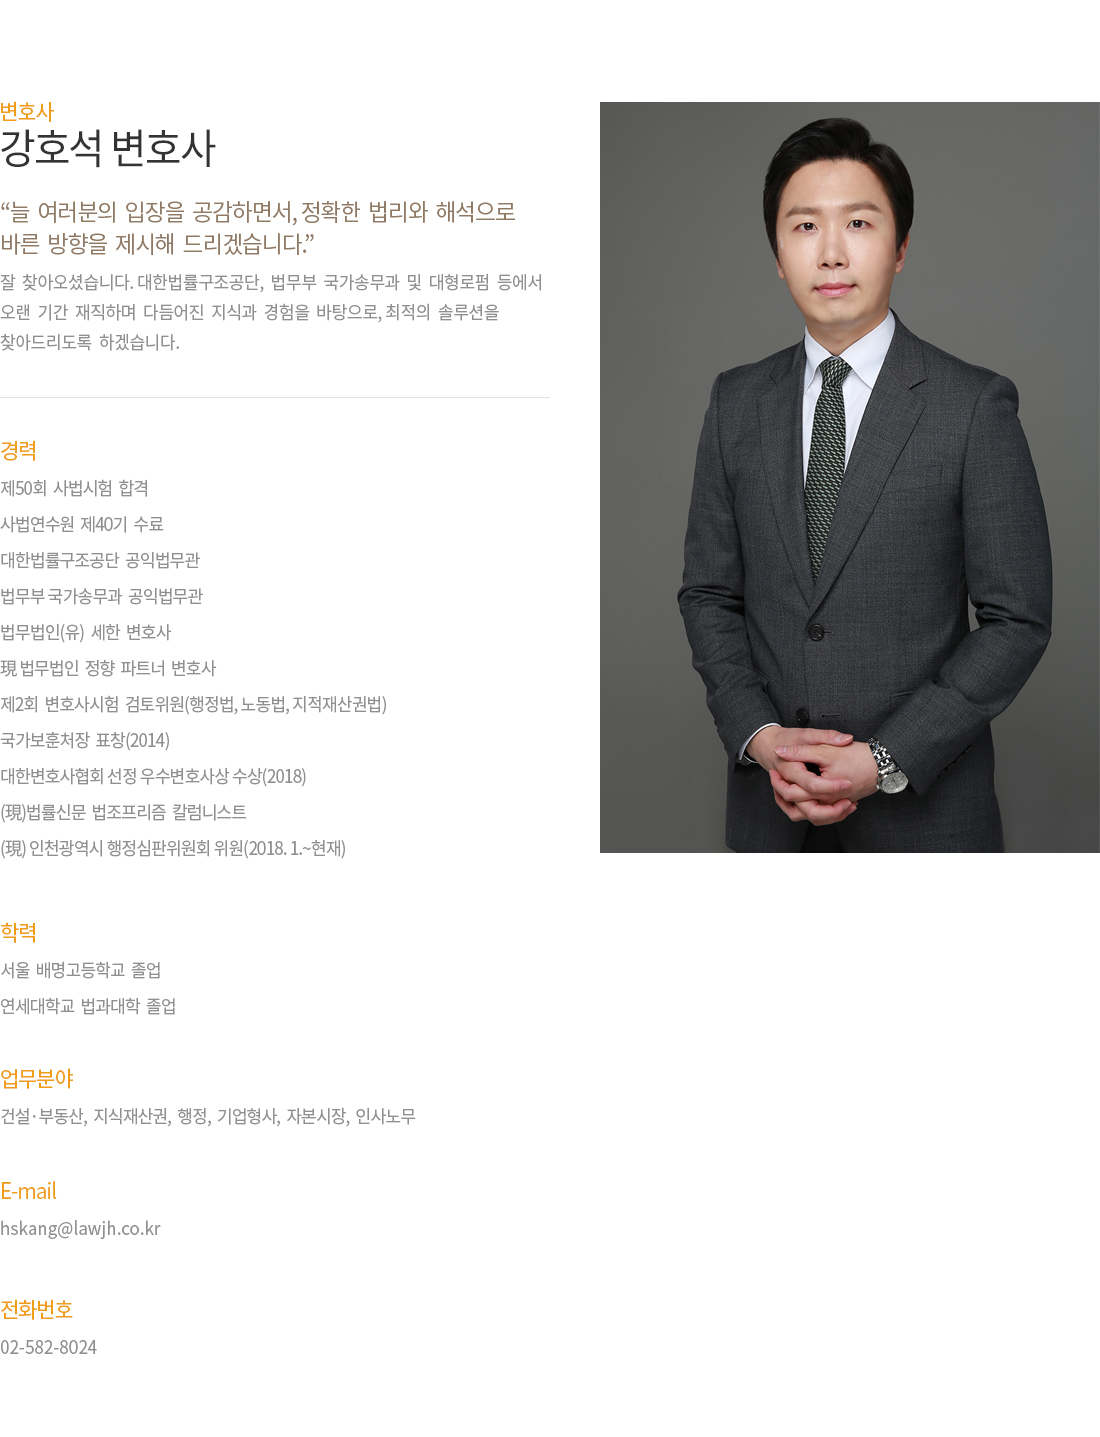 변호사
강호석 변호사
“늘 여러분의 입장을 공감하면서, 정확한 법리와 해석으로
바른 방향을 제시해 드리겠습니다.”
잘 찾아오셨습니다. 대한법률구조공단, 법무부 국가송무과 및 대형로펌 등에서
오랜 기간 재직하며 다듬어진 지식과 경험을 바탕으로, 최적의 솔루션을
찾아드리도록 하겠습니다.
경력
제50회 사법시험 합격
사법연수원 제40기 수료
대한법률구조공단 공익법무관
법무부 국가송무과 공익법무관
법무법인(유) 세한 변호사
現 법무법인 정향 파트너 변호사
제2회 변호사시험 검토위원(행정법, 노동법, 지적재산권법)
국가보훈처장 표창(2014)
대한변호사협회 선정 우수변호사상 수상(2018)
(現)법률신문 법조프리즘 칼럼니스트
(現) 인천광역시 행정심판위원회 위원(2018. 1.~현재)
학력
서울 배명고등학교 졸업
연세대학교 법과대학 졸업
업무분야
건설·부동산, 지식재산권, 행정, 기업형사, 자본시장, 인사노무
E-mail
hskang@lawjh.co.kr
전화번호
02-582-8024